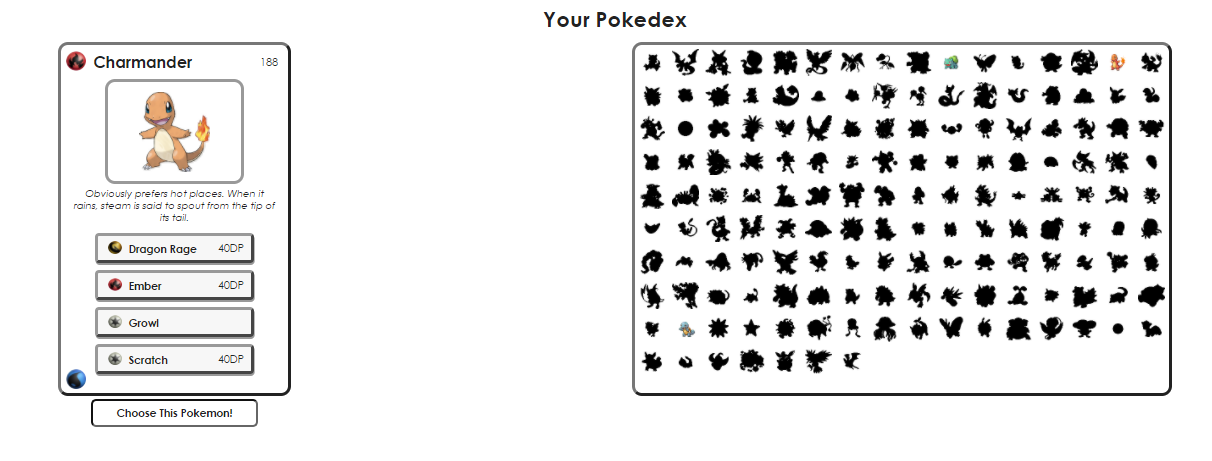 Your Pokedex
Charmander 188
Obviously prefers hot places. When it
rains, steam is said to spout from the tip of
its tail.
Dragon Rage 40DP
Ember 40DP
Growl
Scratch 40DP
Choose This Pokemon!